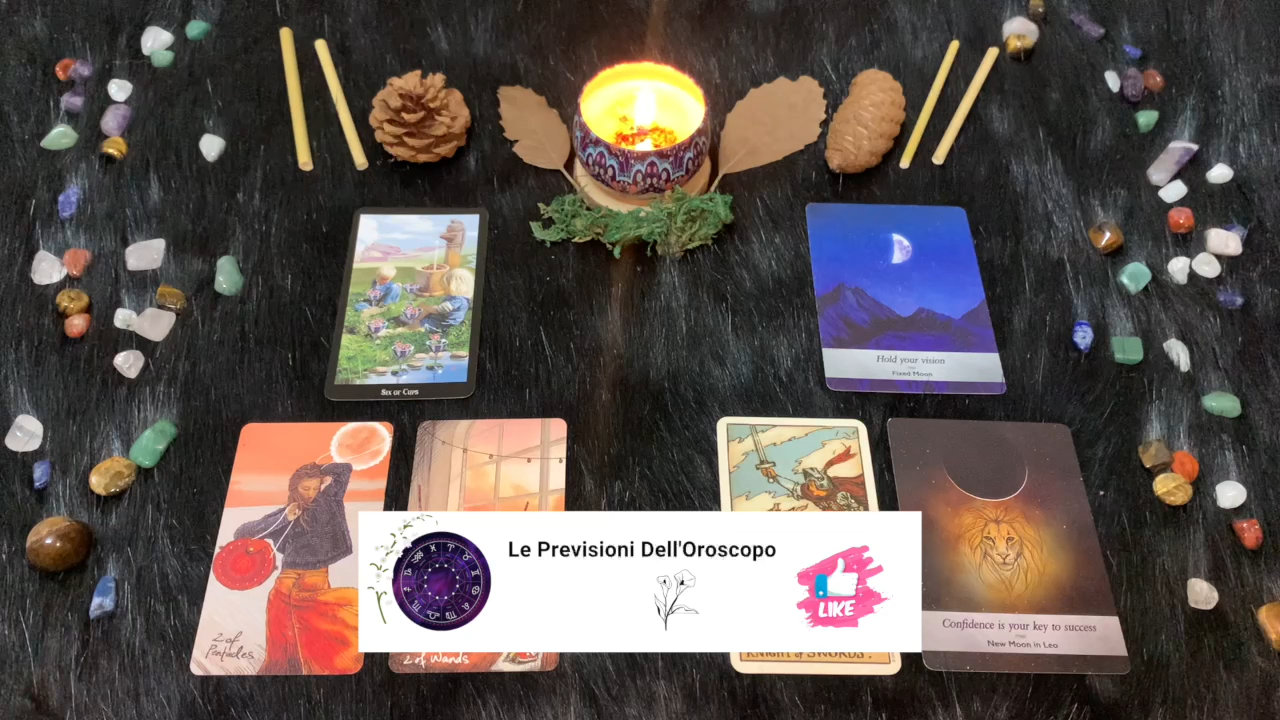 Six of Cups
Hold your vision
Fixed Moon
2 of
Pentacles
2 of Wands
KNIGHT of SWORDS.
Confidence is your key to success
New Moon in Leo
Le Previsioni Dell'Oroscopo
LIKE